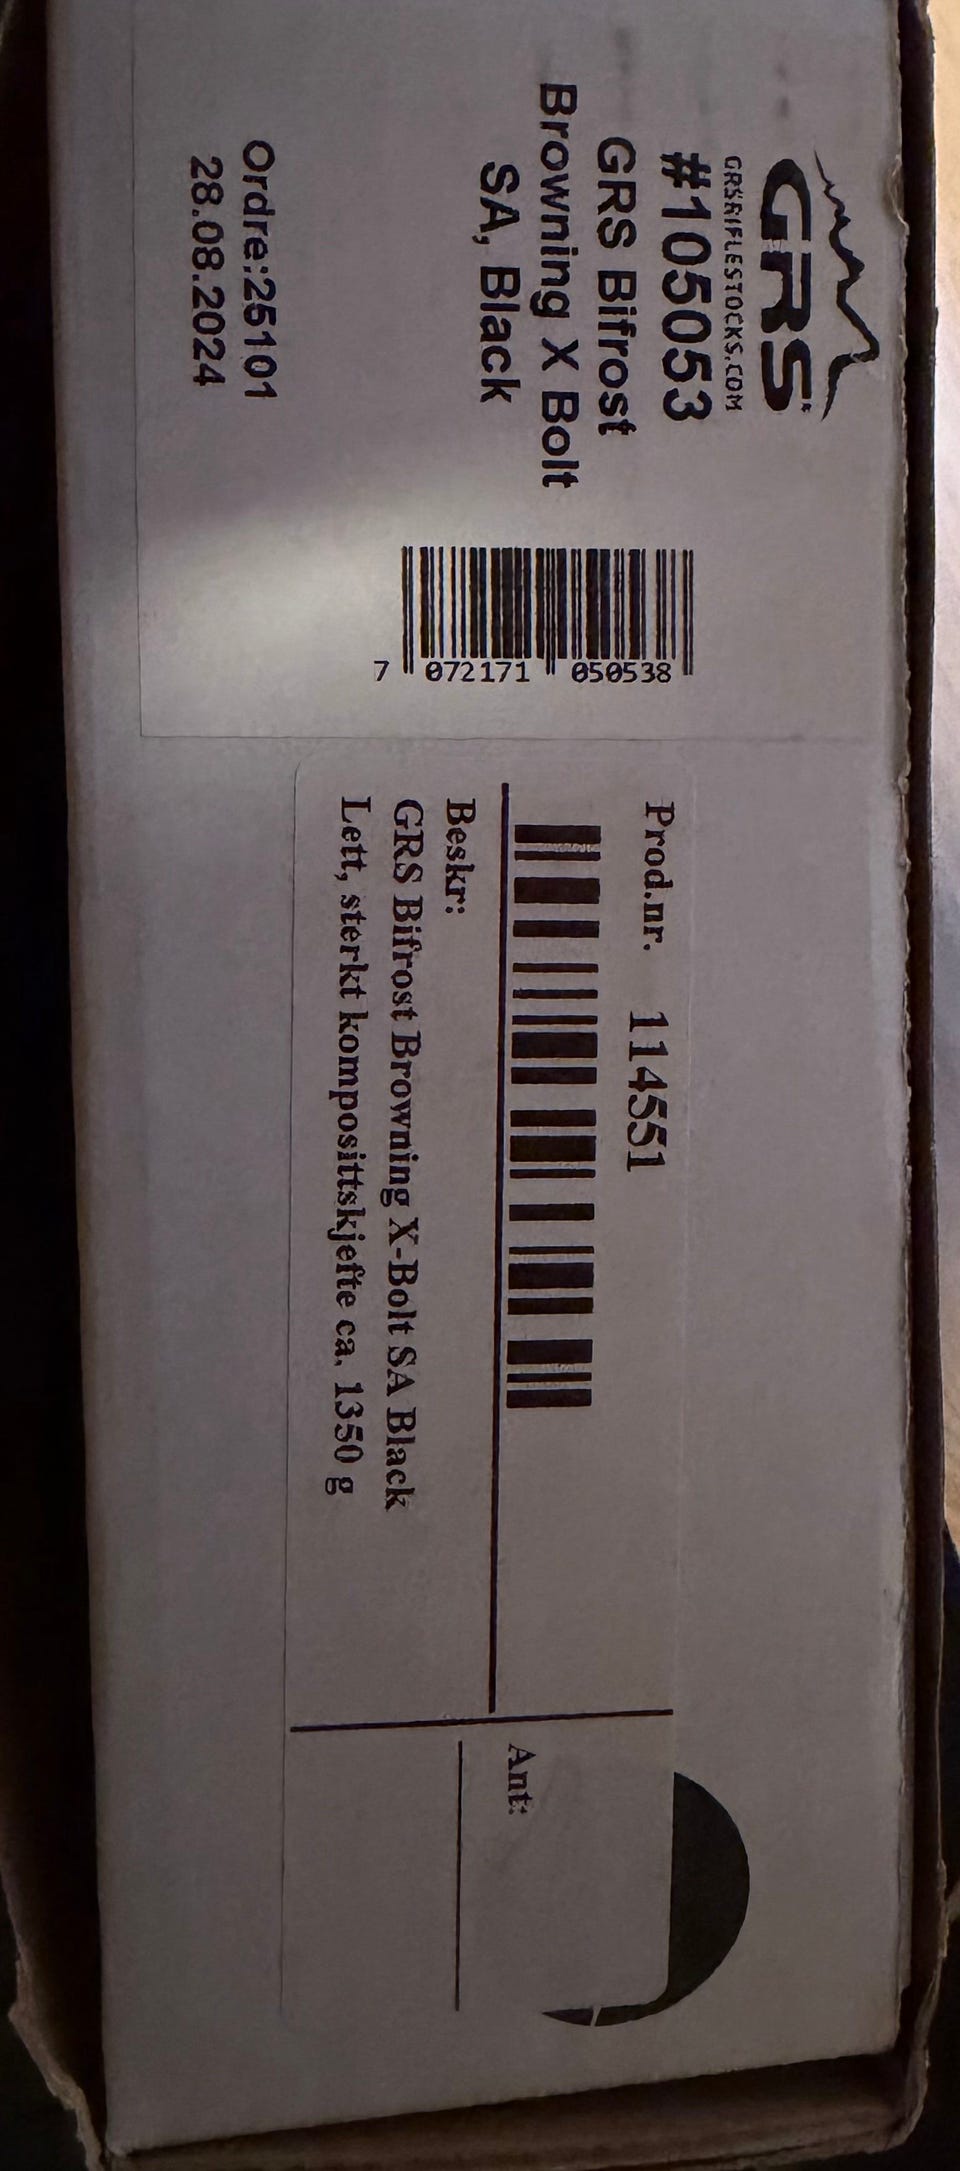 GRS
GRSRIFLESTOCKS.COM
#105053
GRS Bifrost
Browning X Bolt
SA, Black
Ordre:25101
28.08.2024
7 072171 050538
Prod.nr. 114551
Beskr:
GRS Bifrost Browning X-Bolt SA Black
Lett, sterkt komposittskjefte ca. 1350 g
Ant: